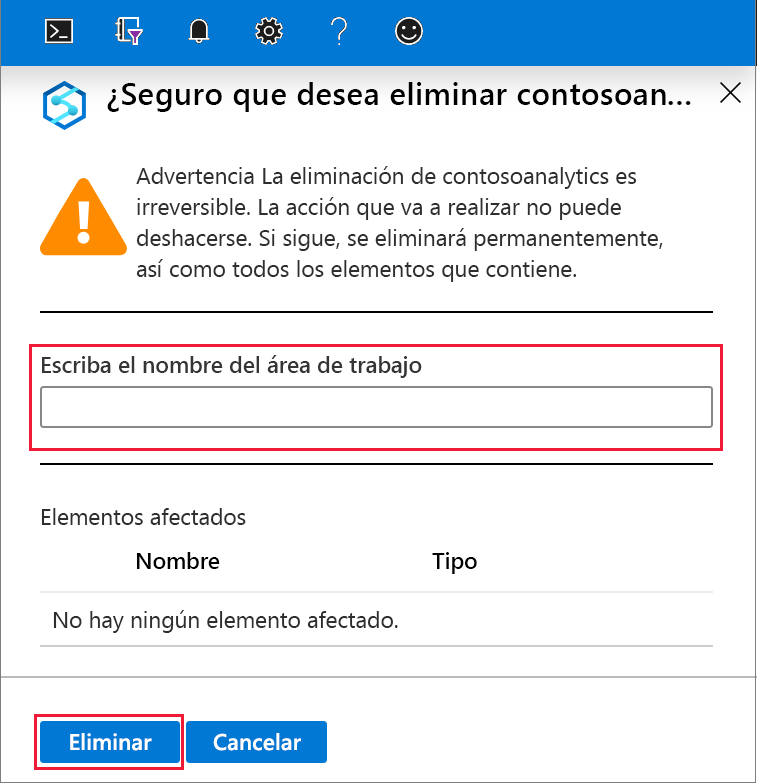 ¿Seguro que desea eliminar contosoan...
Advertencia La eliminación de contosoanalytics es
irreversible. La acción que va a realizar no puede
deshacerse. Si sigue, se eliminará permanentemente,
así como todos los elementos que contiene.
Escriba el nombre del área de trabajo
Elementos afectados
Nombre Tipo
No hay ningún elemento afectado.
Eliminar Cancelar